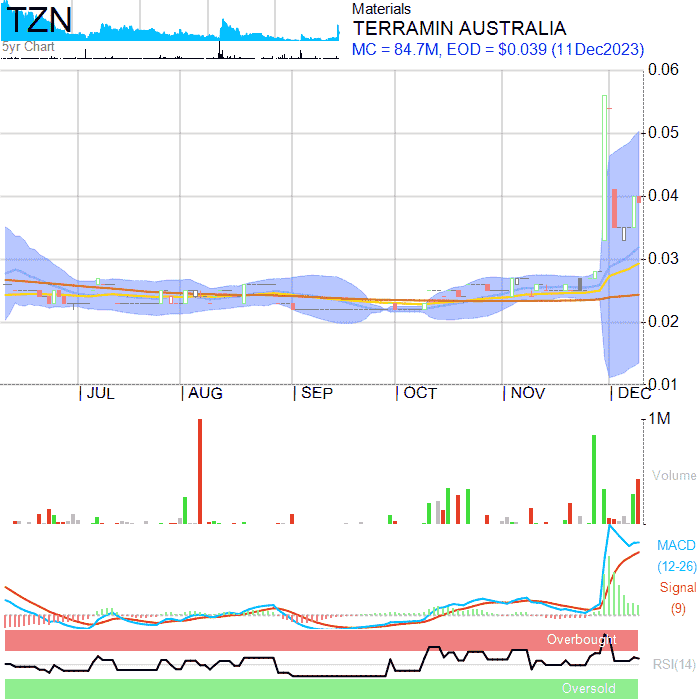 TZN
5yr Chart
Materials
TERRAMIN AUSTRALIA
MC = 84.7M, EOD = $0.039 (11Dec2023)
0.06
0.05
0.04
0.03
0.02
0.01
JUL AUG SEP OCT NOV DEC
1M
Volume
MACD
(12-26)
Signal
(9)
Overbought
RSI(14)
Oversold